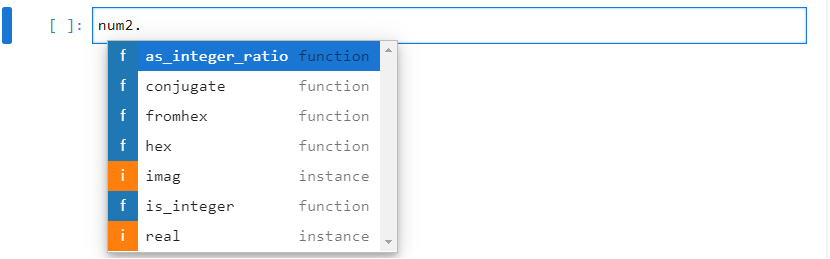 [ ]: num2.
f as_integer_ratio function
f conjugate function
f fromhex function
f hex function
i imag instance
f is_integer function
i real instance